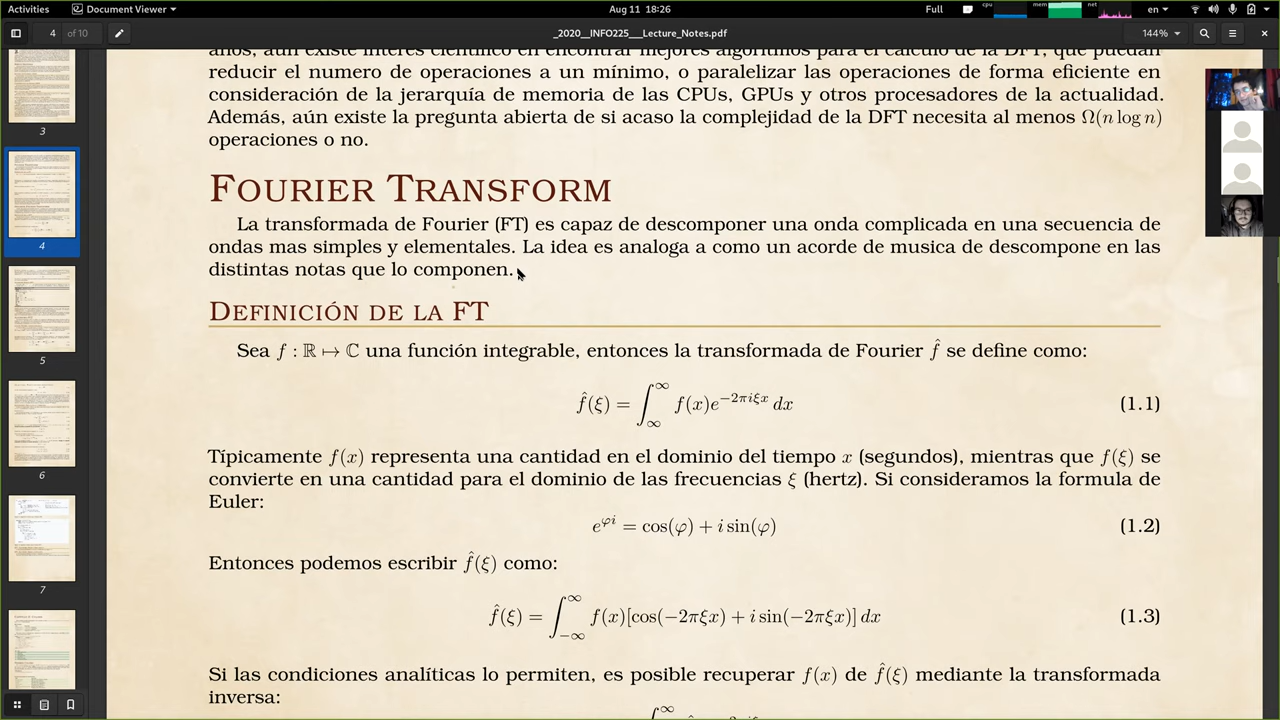 Activities Document Viewer Aug 11 18:26 Full cpu mem net en
4 of 10 _2020__INFO225__Lecture_Notes.pdf 144%
años, aún existe interés
reducir el numero de operaciones a un mínimo, o paralelizar las operaciones de forma eficiente en
consideración de la jerarquía de memoria de las CPUs, GPUs y otros procesadores de la actualidad.
Además, aún existe la pregunta abierta de si acaso la complejidad de la DFT necesita al menos Ω(n log n)
operaciones o no.
FOURIER TRANSFORM
La transformada de Fourier (FT) es capaz de descomponer una onda complicada en una secuencia de
ondas mas simples y elementales. La idea es analoga a como un acorde de musica de descompone en las
distintas notas que lo componen.
DEFINICIÓN DE LA FT
Sea f : ℝ ↦ ℂ una función integrable, entonces la transformada de Fourier f̂ se define como:
f̂(ξ) = ∫_∞^∞ f(x)e^{−2πiξx} dx (1.1)
Típicamente f(x) representa una cantidad en el dominio del tiempo x (segundos), mientras que f(ξ) se
convierte en una cantidad para el dominio de las frecuencias ξ (hertz). Si consideramos la formula de
Euler:
e^{φi} = cos(φ) + i sin(φ) (1.2)
Entonces podemos escribir f(ξ) como:
f̂(ξ) = ∫_{−∞}^∞ f(x)[cos(−2πξx) + i sin(−2πξx)] dx (1.3)
Si las condiciones analíticas lo permiten, es posible recuperar f(x) de f̂(ξ) mediante la transformada
inversa:
3
4
5
6
7